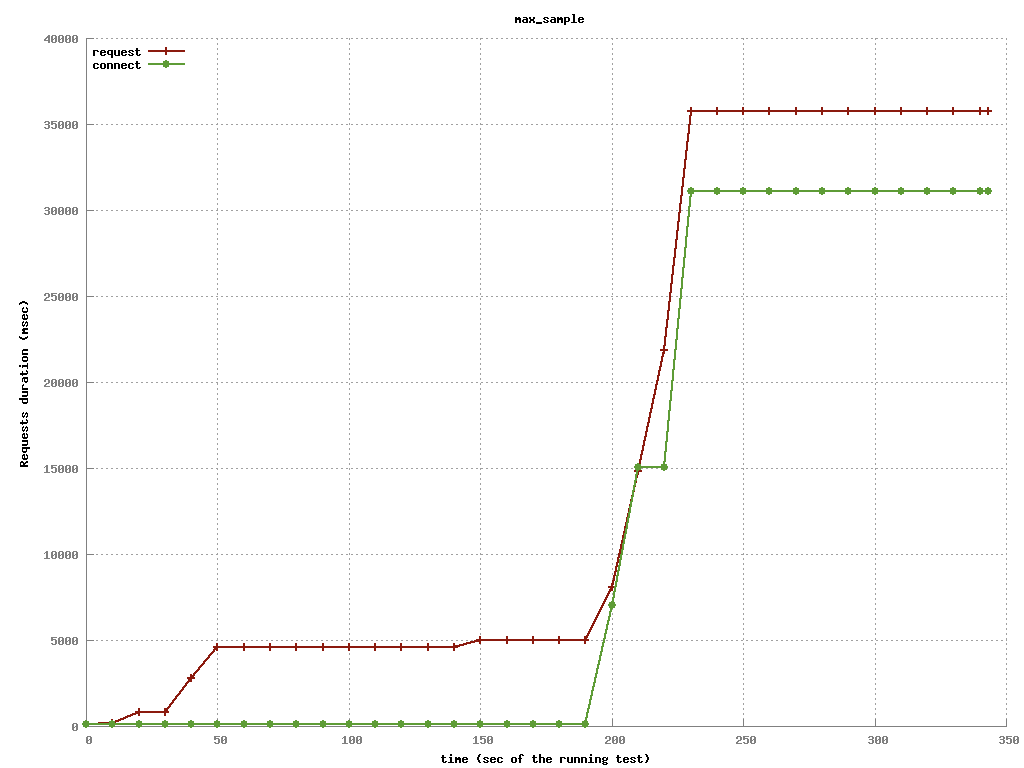 max_sample
40000
request
connect
35000
30000
25000
20000
15000
10000
5000
0
Requests duration (msec)
0 50 100 150 200 250 300 350
time (sec of the running test)